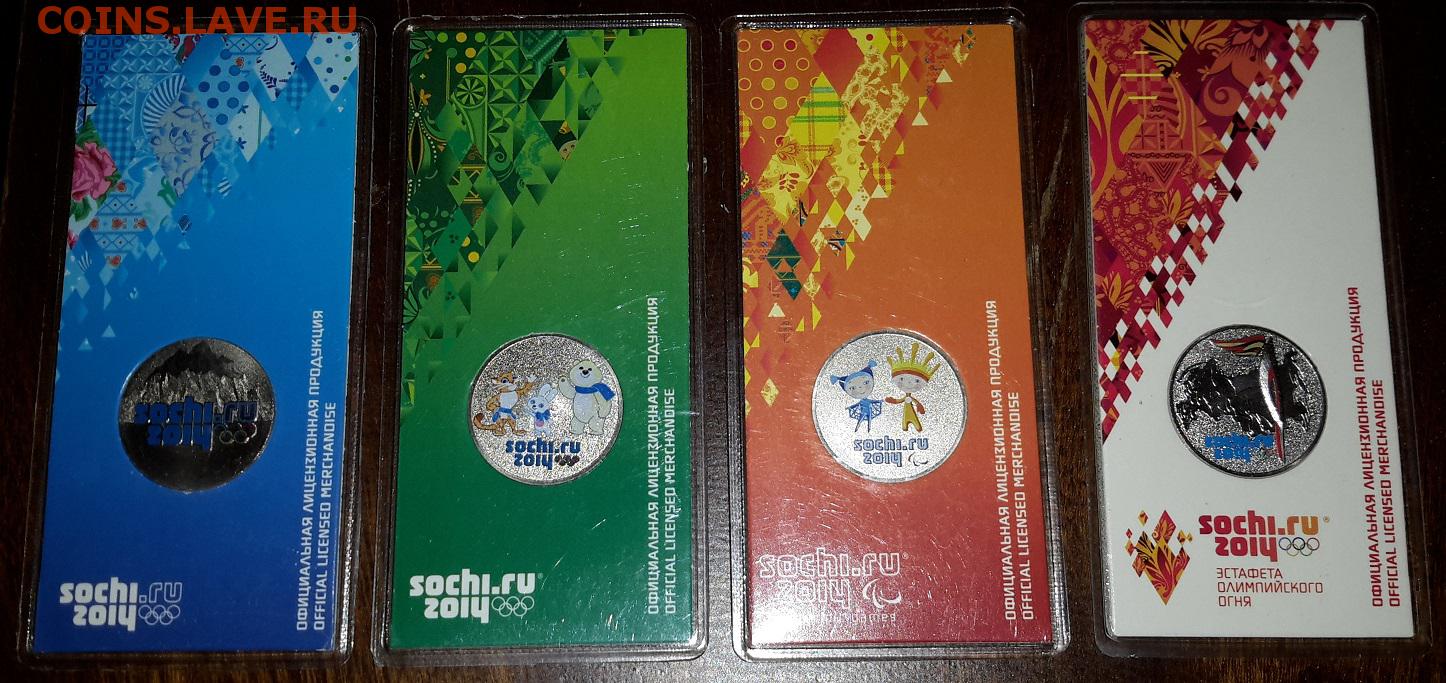 COINS.LAVE.RU
sochi.ru
2014
ОФИЦИАЛЬНАЯ ЛИЦЕНЗИОННАЯ ПРОДУКЦИЯ
OFFICIAL LICENSED MERCHANDISE
sochi.ru
2014
sochi.ru
2014
ОФИЦИАЛЬНАЯ ЛИЦЕНЗИОННАЯ ПРОДУКЦИЯ
OFFICIAL LICENSED MERCHANDISE
sochi.ru®
2014
sochi.ru
2014
ОФИЦИАЛЬНАЯ ЛИЦЕНЗИОННАЯ ПРОДУКЦИЯ
OFFICIAL LICENSED MERCHANDISE
sochi.ru®
2014
games
sochi.ru
2014
ОФИЦИАЛЬНАЯ ЛИЦЕНЗИОННАЯ ПРОДУКЦИЯ
OFFICIAL LICENSED MERCHANDISE
sochi.ru®
2014
ЭСТАФЕТА
ОЛИМПИЙСКОГО
ОГНЯ